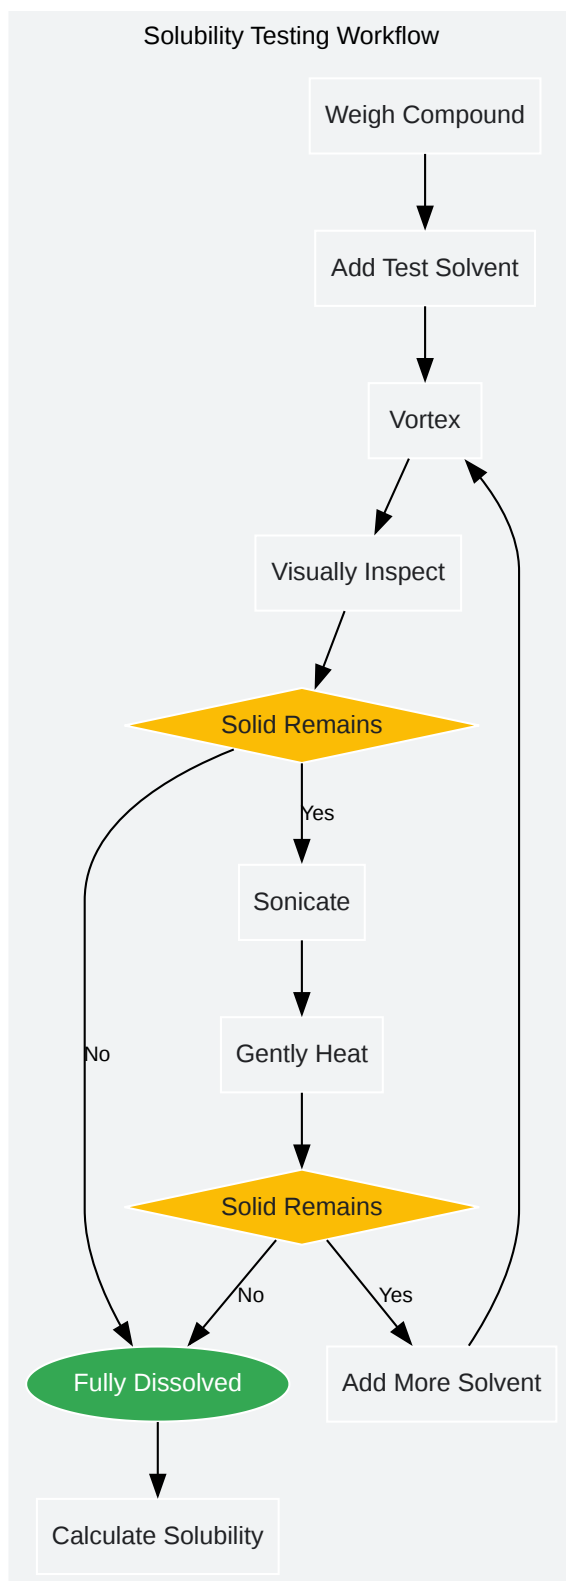 Solubility Testing Workflow
Weigh Compound
Add Test Solvent
Vortex
Visually Inspect
Solid Remains
Yes
Sonicate
No
Gently Heat
Solid Remains
No
Yes
Fully Dissolved
Add More Solvent
Calculate Solubility